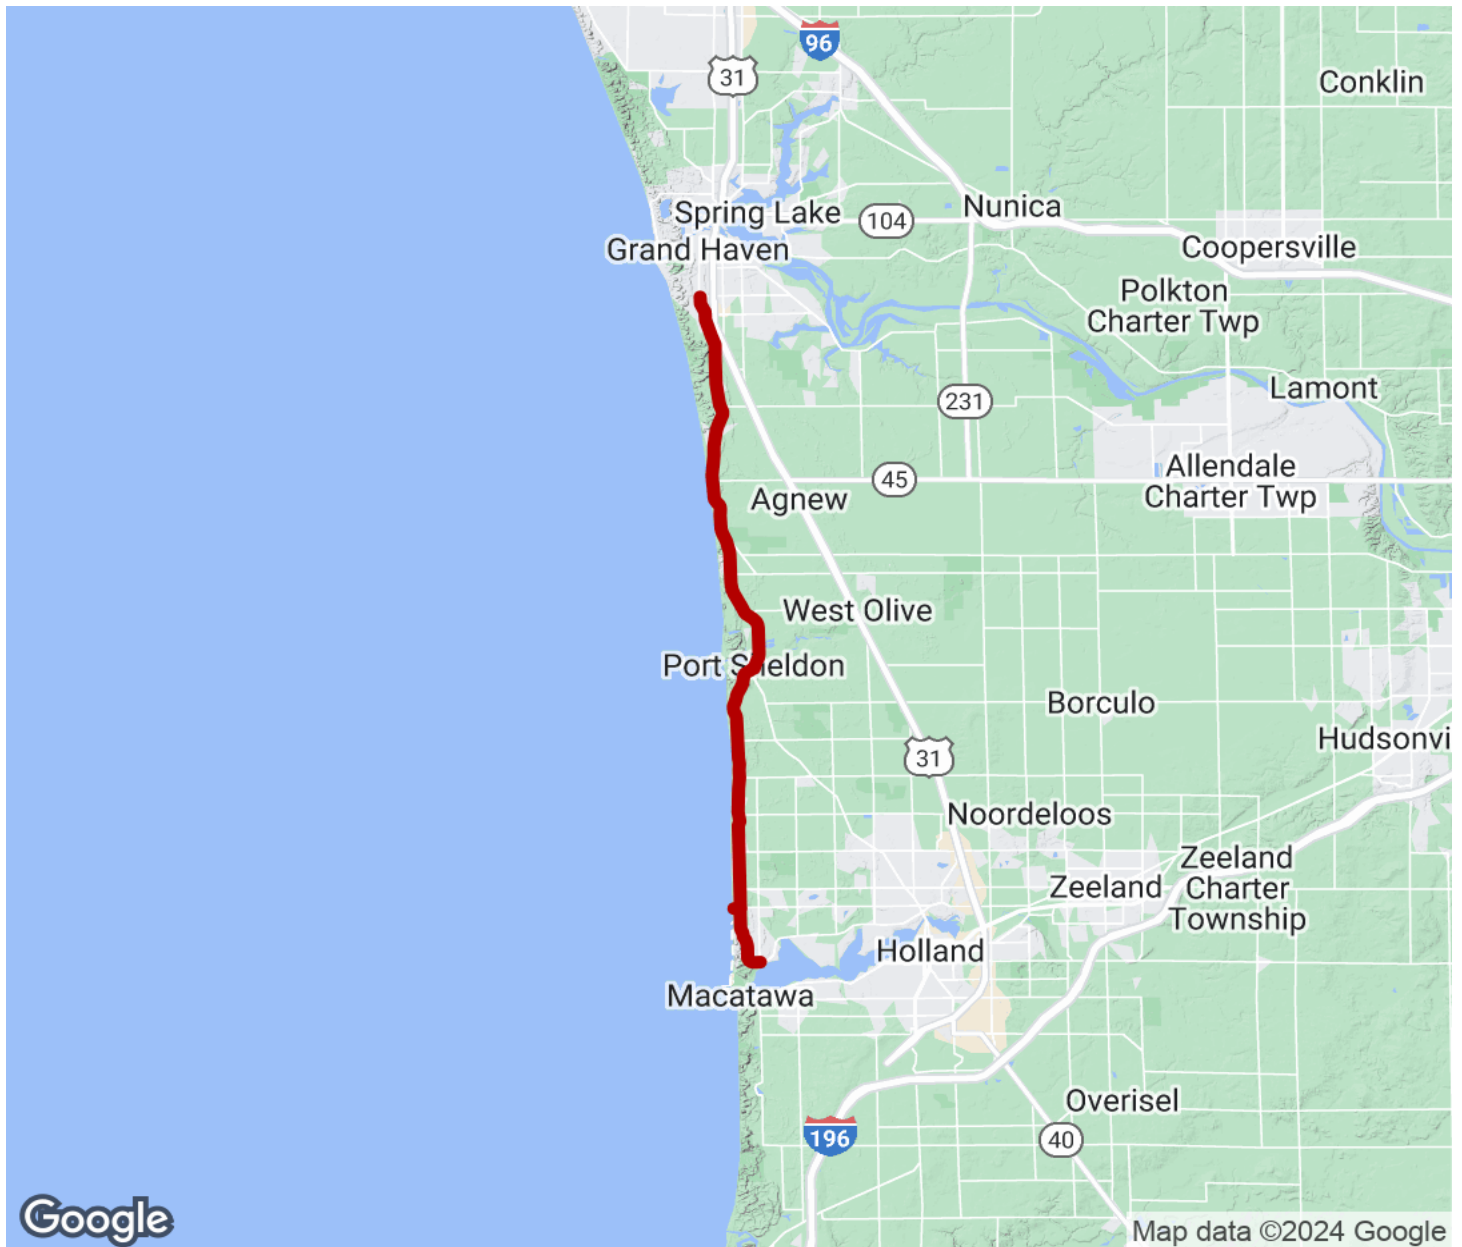 96
Conklin
31
Spring Lake
104
Nunica
Grand Haven
Coopersville
Polkton
Charter Twp
Lamont
231
Allendale
Charter Twp
45
Agnew
West Olive
Port Sheldon
Borculo
Hudsonvi
31
Noordeloos
Zeeland
Zeeland
Charter
Township
Holland
Macatawa
Overisel
196
40
Google
Map data ©2024 Google